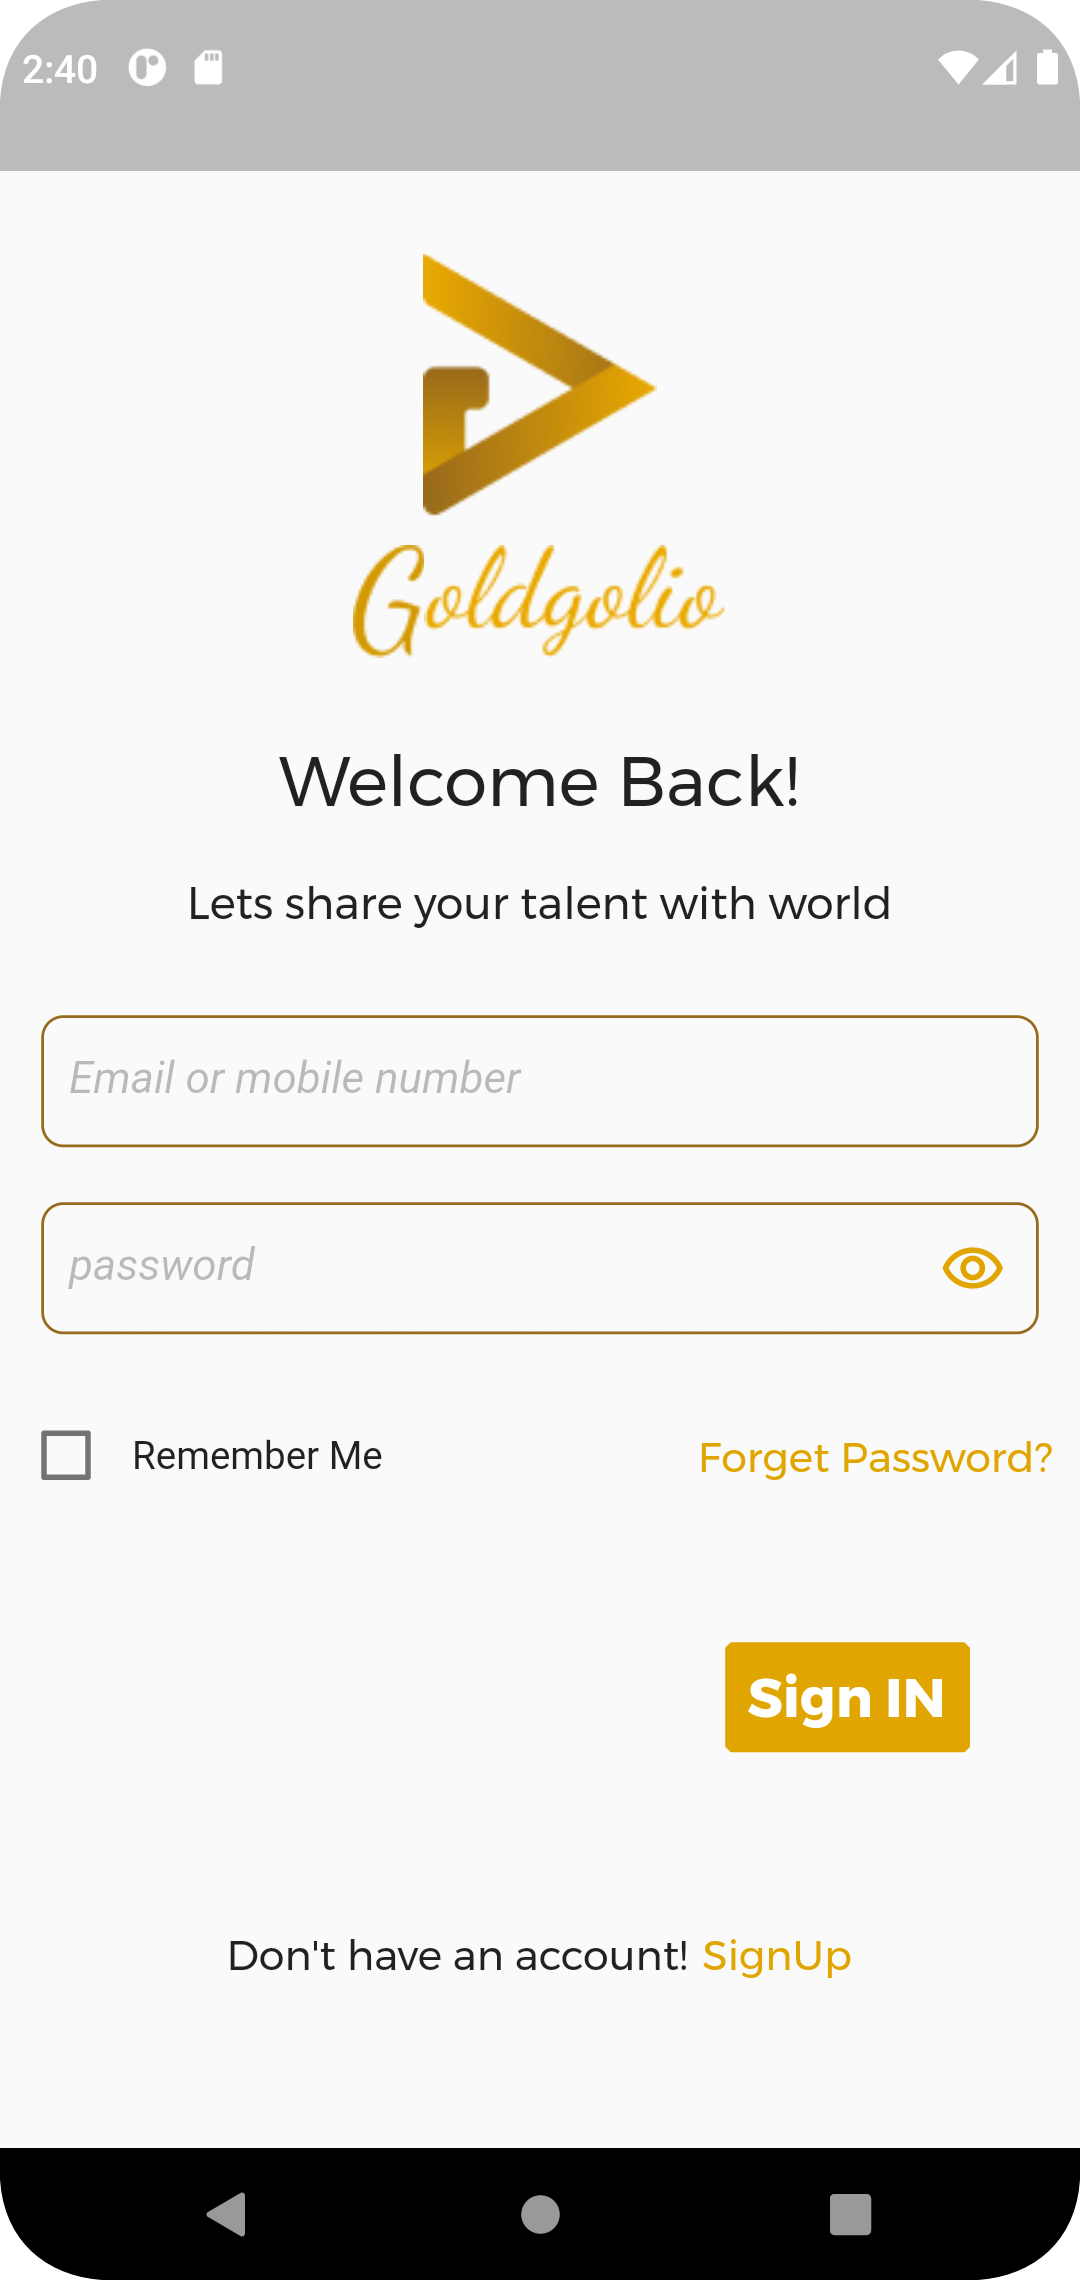 2:40
Goldgolio
Welcome Back!
Lets share your talent with world
Email or mobile number
password
Remember Me Forget Password?
Sign IN
Don't have an account! SignUp